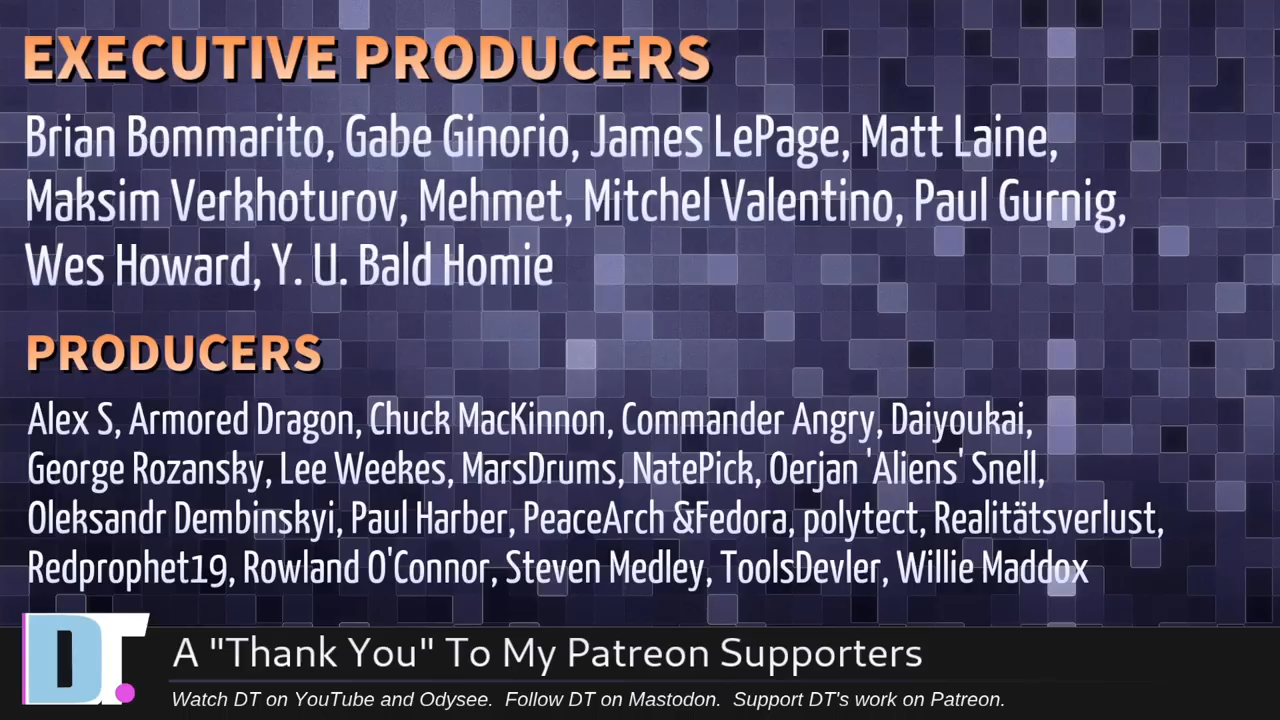 EXECUTIVE PRODUCERS
Brian Bommarito, Gabe Ginorio, James LePage, Matt Laine,
Maksim Verkhoturov, Mehmet, Mitchel Valentino, Paul Gurnig,
Wes Howard, Y. U. Bald Homie
PRODUCERS
Alex S, Armored Dragon, Chuck MacKinnon, Commander Angry, Daiyoukai,
George Rozansky, Lee Weekes, MarsDrums, NatePick, Oerjan 'Aliens' Snell,
Oleksandr Dembinskyi, Paul Harber, PeaceArch &Fedora, polytect, Realitätsverlust,
Redprophet19, Rowland O'Connor, Steven Medley, ToolsDevler, Willie Maddox
DT.
A "Thank You" To My Patreon Supporters
Watch DT on YouTube and Odysee. Follow DT on Mastodon. Support DT's work on Patreon.